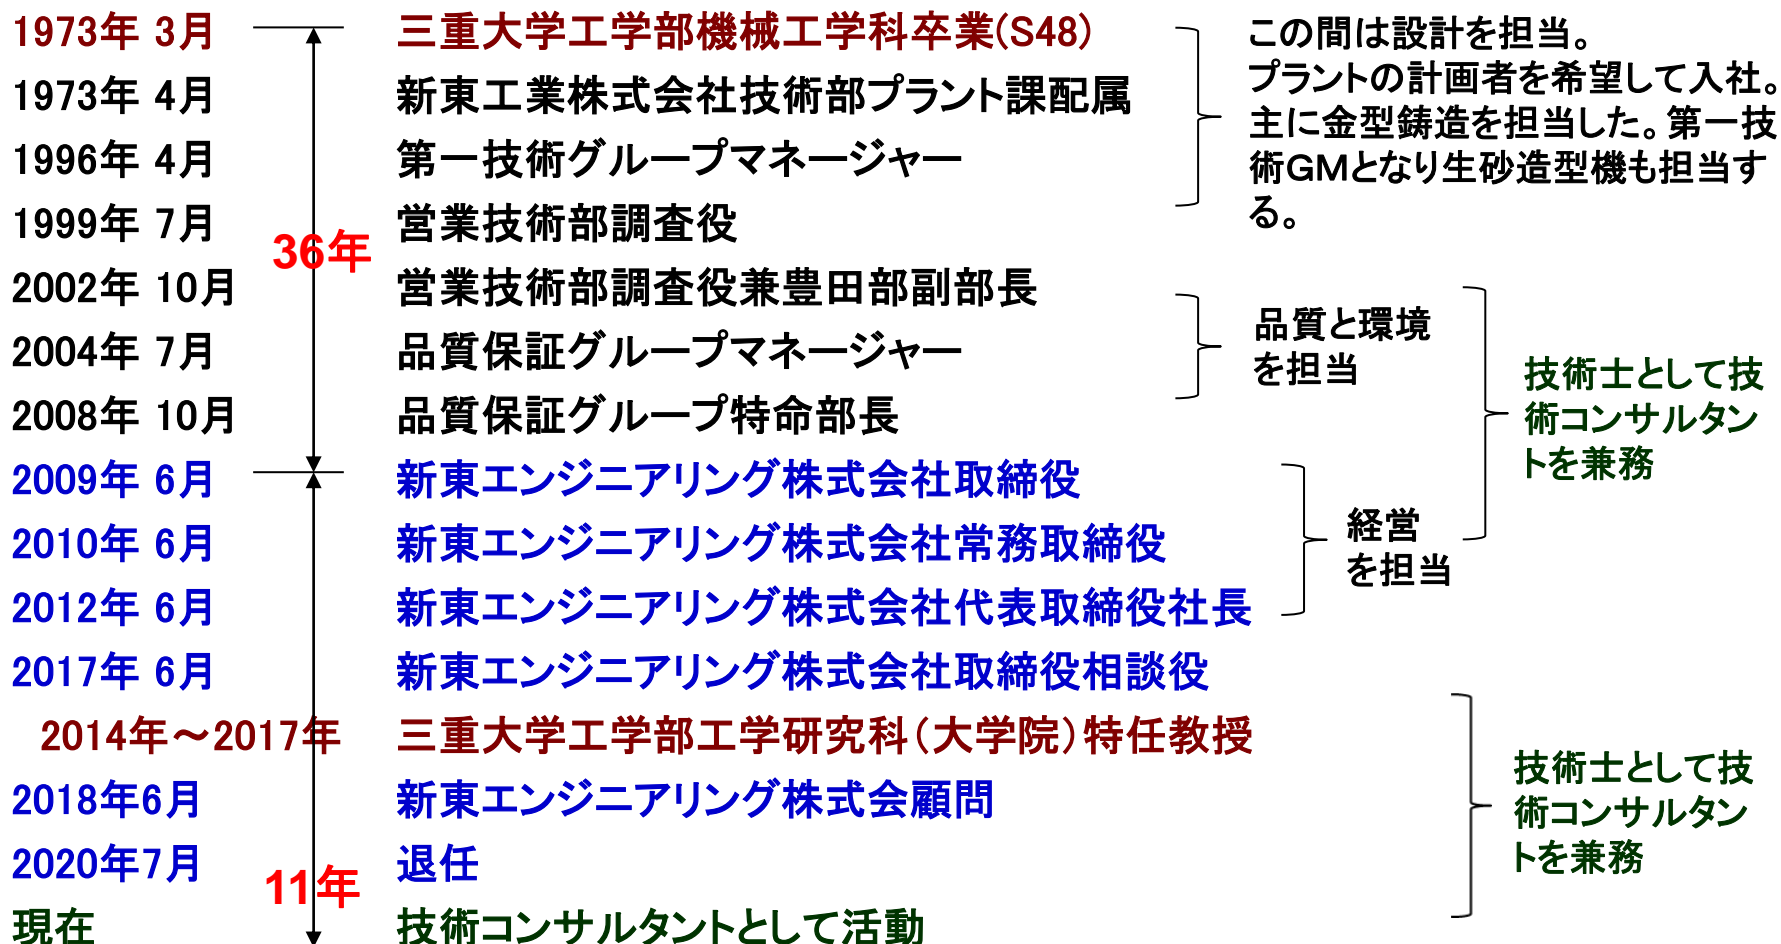 1973年 3月 三重大学工学部機械工学科卒業(S48)
1973年 4月 新東工業株式会社技術部プラント課配属
1996年 4月 第一技術グループマネージャー
1999年 7月 営業技術部調査役
2002年 10月 営業技術部調査役兼豊田部副部長
2004年 7月 品質保証グループマネージャー
2008年 10月 品質保証グループ特命部長
2009年 6月 新東エンジニアリング株式会社取締役
2010年 6月 新東エンジニアリング株式会社常務取締役
2012年 6月 新東エンジニアリング株式会社代表取締役社長
2017年 6月 新東エンジニアリング株式会社取締役相談役
2014年～2017年 三重大学工学部工学研究科（大学院）特任教授
2018年6月 新東エンジニアリング株式会顧問
2020年7月 退任
現在 技術コンサルタントとして活動
36年
11年
この間は設計を担当。
プラントの計画者を希望して入社。
主に金型鋳造を担当した。第一技
術GMとなり生砂造型機も担当す
る。
品質と環境
を担当
技術士として技
術コンサルタン
トを兼務
経営
を担当
技術士として技
術コンサルタン
トを兼務